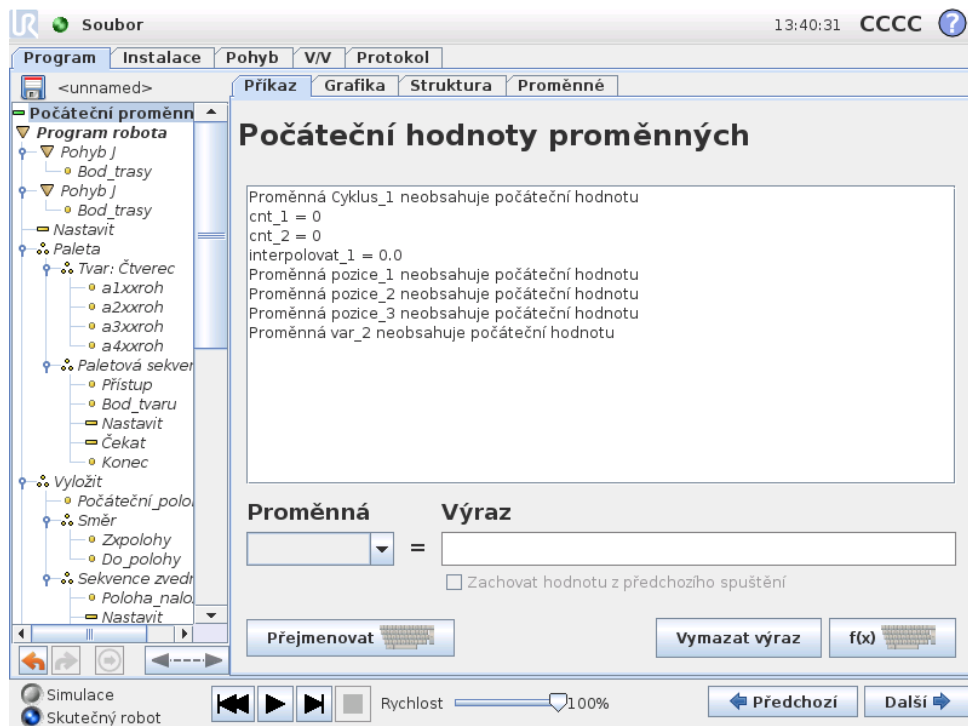 UR Soubor 13:40:31 CCCC ?
Program Instalace Pohyb V/V Protokol
<unnamed> Příkaz Grafika Struktura Proměnné
Počáteční proměnn
Program robota
Pohyb J
Bod_trasy
Pohyb J
Bod_trasy
Nastavit
Paleta
Tvar: Čtverec
a1xxroh
a2xxroh
a3xxroh
a4xxroh
Paletová sekven
Přístup
Bod_tvaru
Nastavit
Čekat
Konec
Vyložit
Počáteční_polo
Směr
Zxpolohy
Do_polohy
Sekvence zvedn
Poloha_nalo
Nastavit
Počáteční hodnoty proměnných
Proměnná Cyklus_1 neobsahuje počáteční hodnotu
cnt_1 = 0
cnt_2 = 0
interpolovat_1 = 0.0
Proměnná pozice_1 neobsahuje počáteční hodnotu
Proměnná pozice_2 neobsahuje počáteční hodnotu
Proměnná pozice_3 neobsahuje počáteční hodnotu
Proměnná var_2 neobsahuje počáteční hodnotu
Proměnná Výraz
=
Zachovat hodnotu z předchozího spuštění
Přejmenovat Vymazat výraz f(x)
Simulace
Skutečný robot
Rychlost 100% Předchozí Další